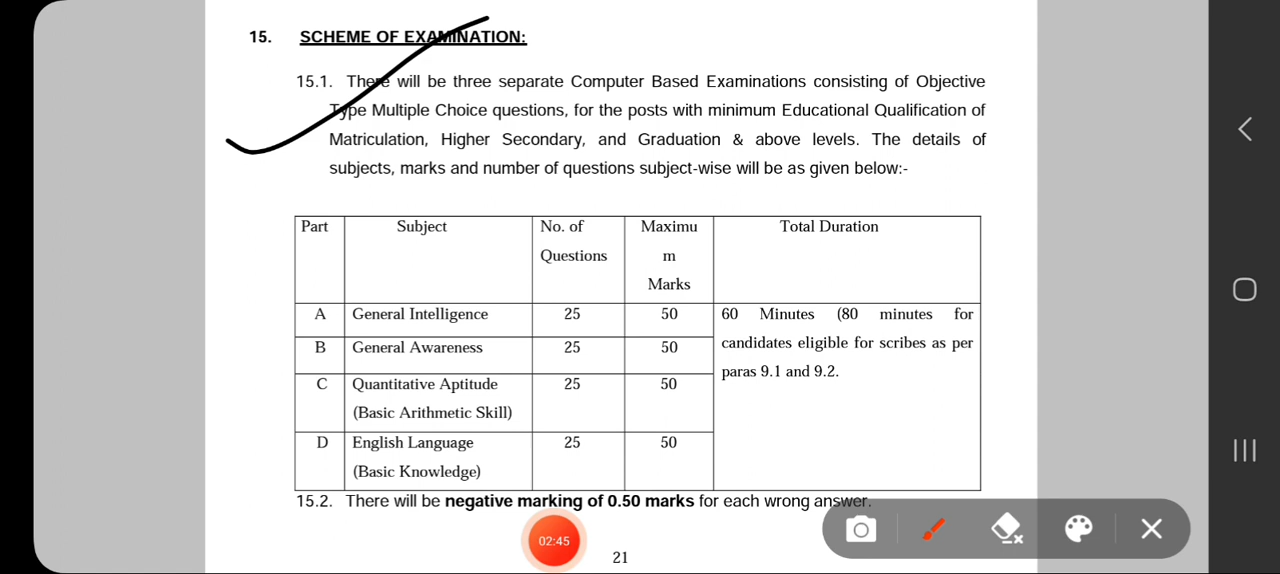 15. SCHEME OF EXAMINATION:
15.1. There will be three separate Computer Based Examinations consisting of Objective
Type Multiple Choice questions, for the posts with minimum Educational Qualification of
Matriculation, Higher Secondary, and Graduation & above levels. The details of
subjects, marks and number of questions subject-wise will be as given below:-
Part Subject No. of Questions Maximu m Marks Total Duration
A General Intelligence 25 50 60 Minutes (80 minutes for
B General Awareness 25 50 candidates eligible for scribes as per
paras 9.1 and 9.2.
C Quantitative Aptitude 25 50
(Basic Arithmetic Skill)
D English Language 25 50
(Basic Knowledge)
15.2. There will be negative marking of 0.50 marks for each wrong answer.
02:45
21